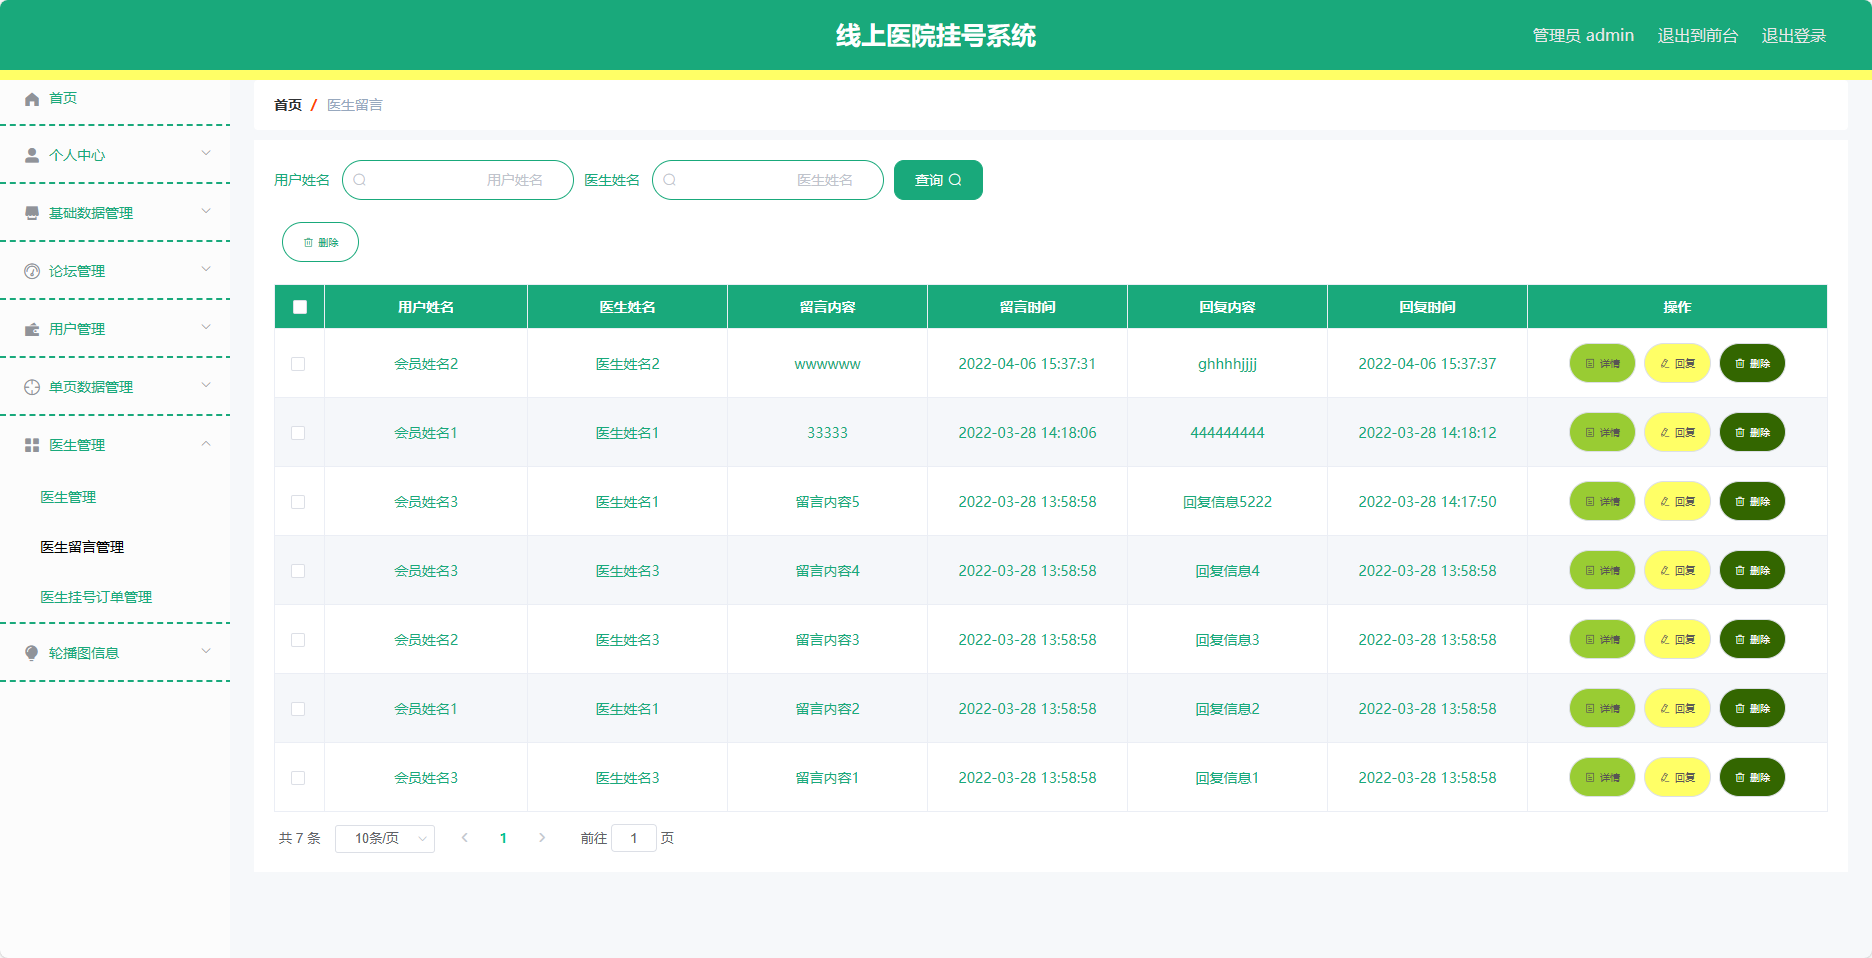 线上医院挂号系统
管理员 admin 退出到前台 退出登录
首页
个人中心
基础数据管理
论坛管理
用户管理
单页数据管理
医生管理
医生管理
医生留言管理
医生挂号订单管理
轮播图信息
首页 / 医生留言
用户姓名 用户姓名 医生姓名 医生姓名 查询
删除
用户姓名 医生姓名 留言内容 留言时间 回复内容 回复时间 操作
会员姓名2 医生姓名2 wwwwww 2022-04-06 15:37:31 ghhhhjjjj 2022-04-06 15:37:37 详情 回复 删除
会员姓名1 医生姓名1 33333 2022-03-28 14:18:06 444444444 2022-03-28 14:18:12 详情 回复 删除
会员姓名3 医生姓名1 留言内容5 2022-03-28 13:58:58 回复信息5222 2022-03-28 14:17:50 详情 回复 删除
会员姓名3 医生姓名3 留言内容4 2022-03-28 13:58:58 回复信息4 2022-03-28 13:58:58 详情 回复 删除
会员姓名2 医生姓名3 留言内容3 2022-03-28 13:58:58 回复信息3 2022-03-28 13:58:58 详情 回复 删除
会员姓名1 医生姓名1 留言内容2 2022-03-28 13:58:58 回复信息2 2022-03-28 13:58:58 详情 回复 删除
会员姓名3 医生姓名3 留言内容1 2022-03-28 13:58:58 回复信息1 2022-03-28 13:58:58 详情 回复 删除
共 7 条 10条/页 1 前往 1 页